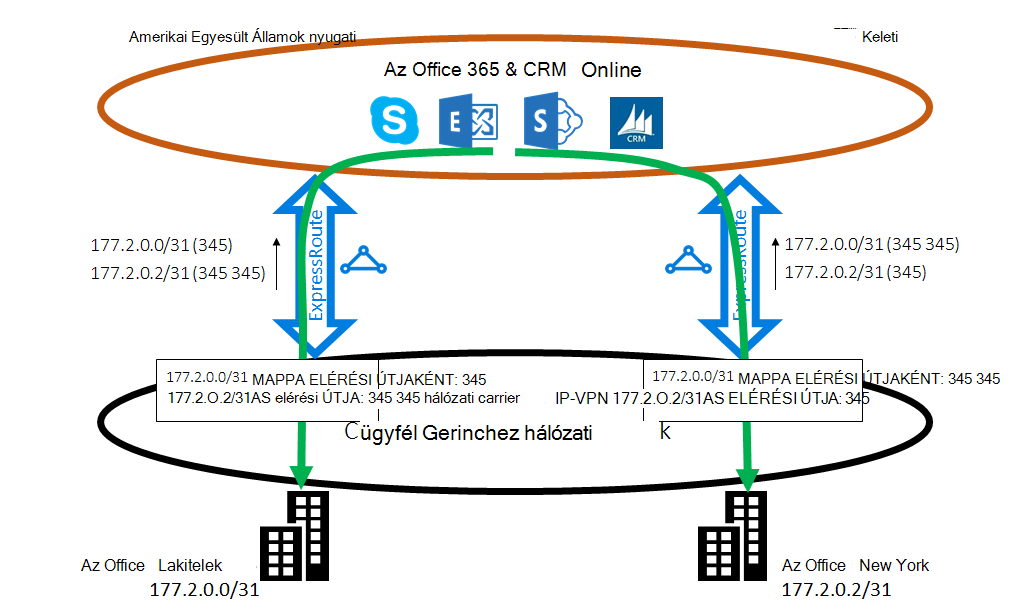 Amerikai Egyesült Államok nyugati
Keleti
Az Office 365 & CRM Online
S
E
S
CRM
ExpressRoute
ExpressRoute
177.2.0.0/31 (345)
177.2.0.2/31 (345 345)
177.2.0.0/31 (345 345)
177.2.0.2/31 (345)
177.2.0.0/31 MAPPA ELÉRÉSI ÚTJAKÉNT: 345
177.2.O.2/31AS elérési ÚTJA: 345 345 hálózati carrier
177.2.0.0/31 MAPPA ELÉRÉSI ÚTJAKÉNT: 345 345
IP-VPN 177.2.O.2/31AS ELÉRÉSI ÚTJA: 345
Cügyfél Gerinchez hálózati k
Az Office Lakitelek
177.2.0.0/31
Az Office New York
177.2.0.2/31